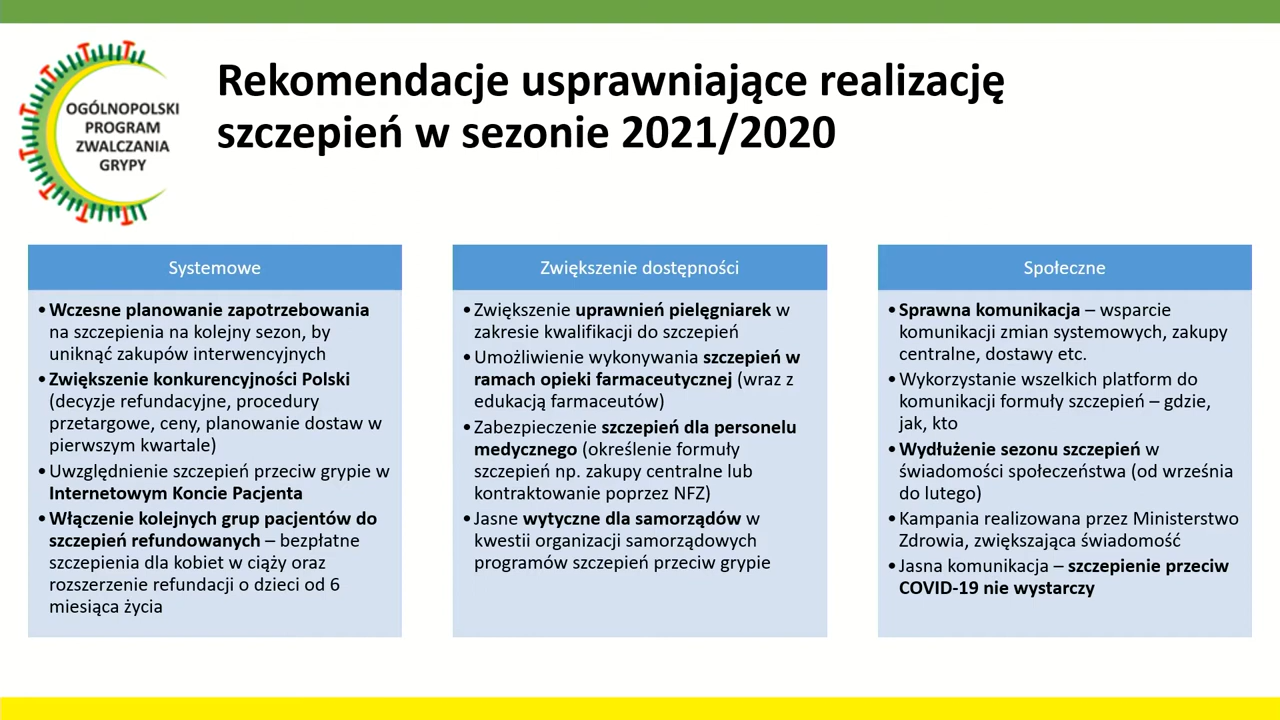 OGÓLNOPOLSKI
PROGRAM
ZWALCZANIA
GRYPY
Rekomendacje usprawniające realizację
szczepień w sezonie 2021/2020
Systemowe
• Wczesne planowanie zapotrzebowania
na szczepienia na kolejny sezon, by
uniknąć zakupów interwencyjnych
• Zwiększenie konkurencyjności Polski
(decyzje refundacyjne, procedury
przetargowe, ceny, planowanie dostaw w
pierwszym kwartale)
• Uwzględnienie szczepień przeciw grypie w
Internetowym Koncie Pacjenta
• Włączenie kolejnych grup pacjentów do
szczepień refundowanych – bezpłatne
szczepienia dla kobiet w ciąży oraz
rozszerzenie refundacji o dzieci od 6
miesiąca życia
Zwiększenie dostępności
• Zwiększenie uprawnień pielęgniarek w
zakresie kwalifikacji do szczepień
• Umożliwienie wykonywania szczepień w
ramach opieki farmaceutycznej (wraz z
edukacją farmaceutów)
• Zabezpieczenie szczepień dla personelu
medycznego (określenie formuły
szczepień np. zakupy centralne lub
kontraktowanie poprzez NFZ)
• Jasne wytyczne dla samorządów w
kwestii organizacji samorządowych
programów szczepień przeciw grypie
Społeczne
• Sprawna komunikacja – wsparcie
komunikacji zmian systemowych, zakupy
centralne, dostawy etc.
• Wykorzystanie wszelkich platform do
komunikacji formuły szczepień – gdzie,
jak, kto
• Wydłużenie sezonu szczepień w
świadomości społeczeństwa (od września
do lutego)
• Kampania realizowana przez Ministerstwo
Zdrowia, zwiększająca świadomość
• Jasna komunikacja – szczepienie przeciw
COVID-19 nie wystarczy